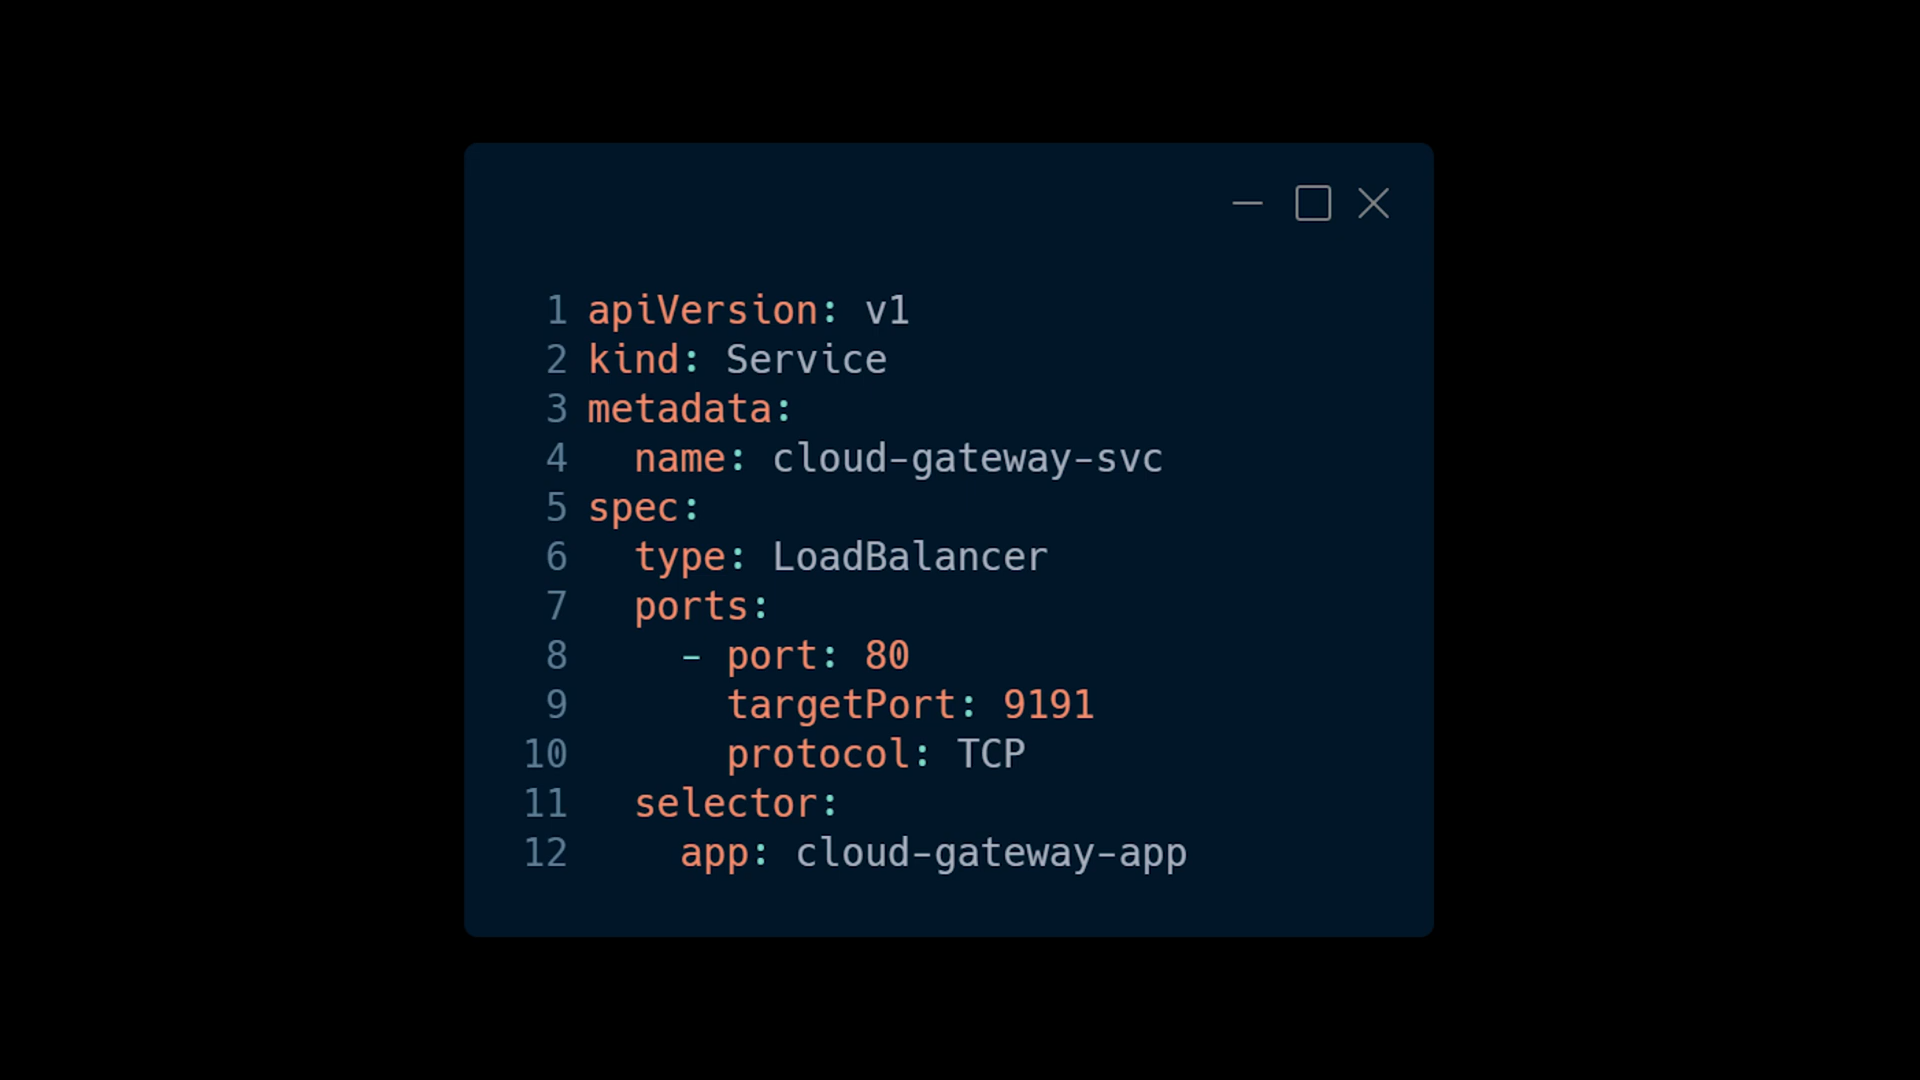 1 apiVersion: v1
2 kind: Service
3 metadata:
4   name: cloud-gateway-svc
5 spec:
6   type: LoadBalancer
7   ports:
8     - port: 80
9       targetPort: 9191
10       protocol: TCP
11   selector:
12     app: cloud-gateway-app